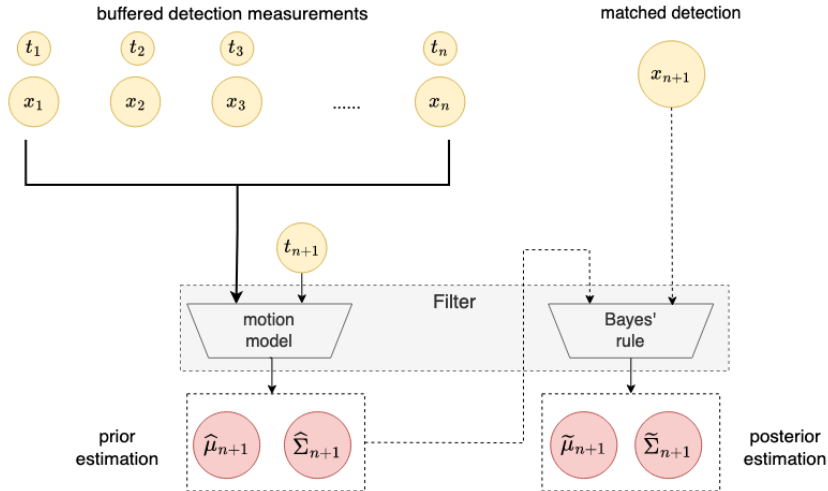 buffered detection measurements
matched detection
t₁ t₂ t₃ tₙ
x₁ x₂ x₃ ...... xₙ
xₙ₊₁
tₙ₊₁
Filter
motion
model
Bayes'
rule
prior
estimation
μ̂ₙ₊₁ Σ̂ₙ₊₁
μ̃ₙ₊₁ Σ̃ₙ₊₁
posterior
estimation